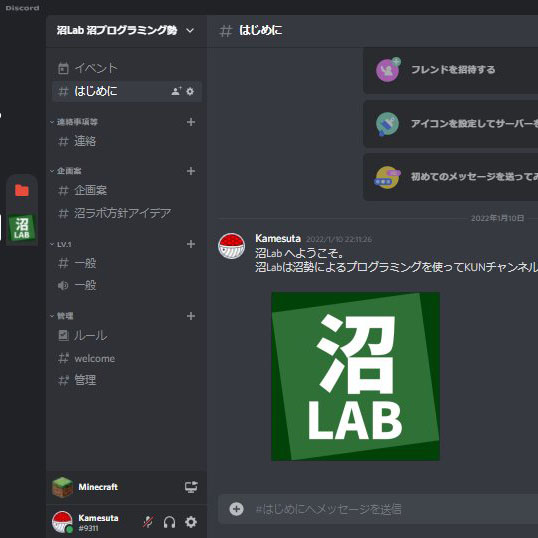 Discord
沼Lab 沼プログラミング勢
# はじめに
イベント
# はじめに
連絡事項等
# 連絡
企画案
# 企画案
# 沼ラボ方針アイデア
LV.1
# 一般
一般
管理
ルール
# welcome
# 管理
Minecraft
Kamesuta
#9311
沼LAB
フレンドを招待する
アイコンを設定してサーバーを
初めてのメッセージを送ってみ
2022年1月10日
Kamesuta 2022/1/10 22:11:26
沼Lab へようこそ。
沼Labは沼勢によるプログラミングを使ってKUNチャンネル
沼
LAB
#はじめにへメッセージを送信